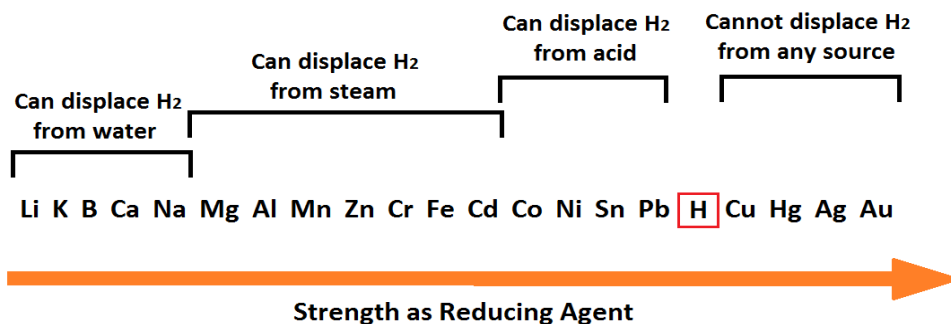 Can displace H2
from water
Can displace H2
from steam
Can displace H2
from acid
Cannot displace H2
from any source
Li K B Ca Na Mg Al Mn Zn Cr Fe Cd Co Ni Sn Pb H Cu Hg Ag Au
Strength as Reducing Agent